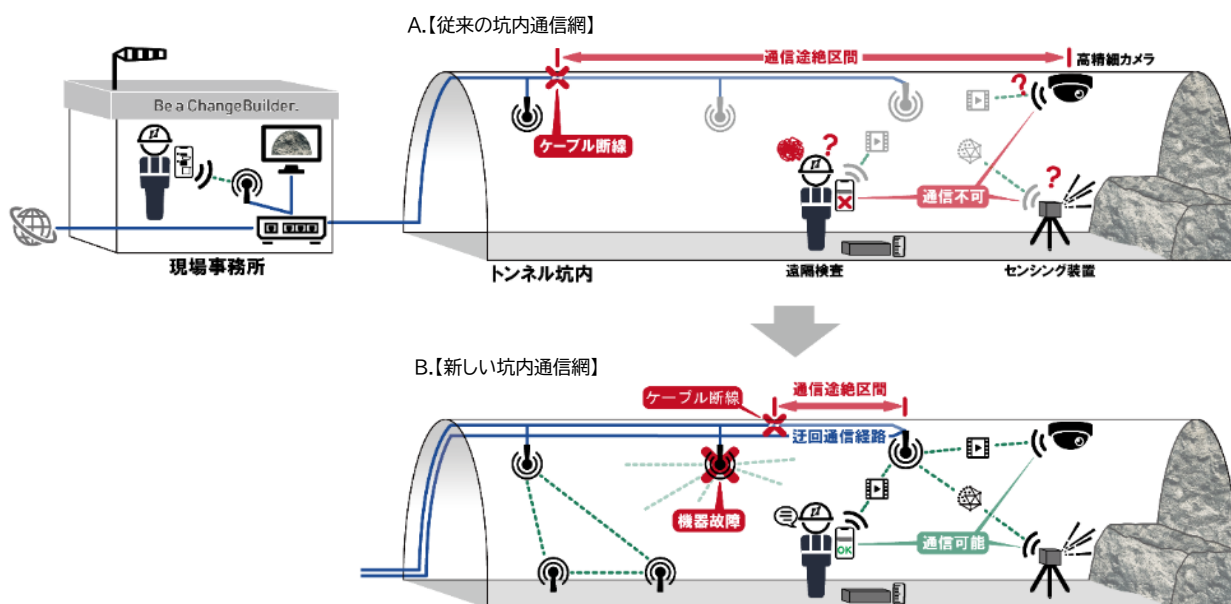 A.【従来の坑内通信網】
通信途絶区間
高精細カメラ
Be a ChangeBuilder.
ケーブル断線
?
?
通信不可
?
現場事務所
トンネル坑内
遠隔検査
センシング装置
B.【新しい坑内通信網】
ケーブル断線
通信途絶区間
迂回通信経路
機器故障
OK
通信可能